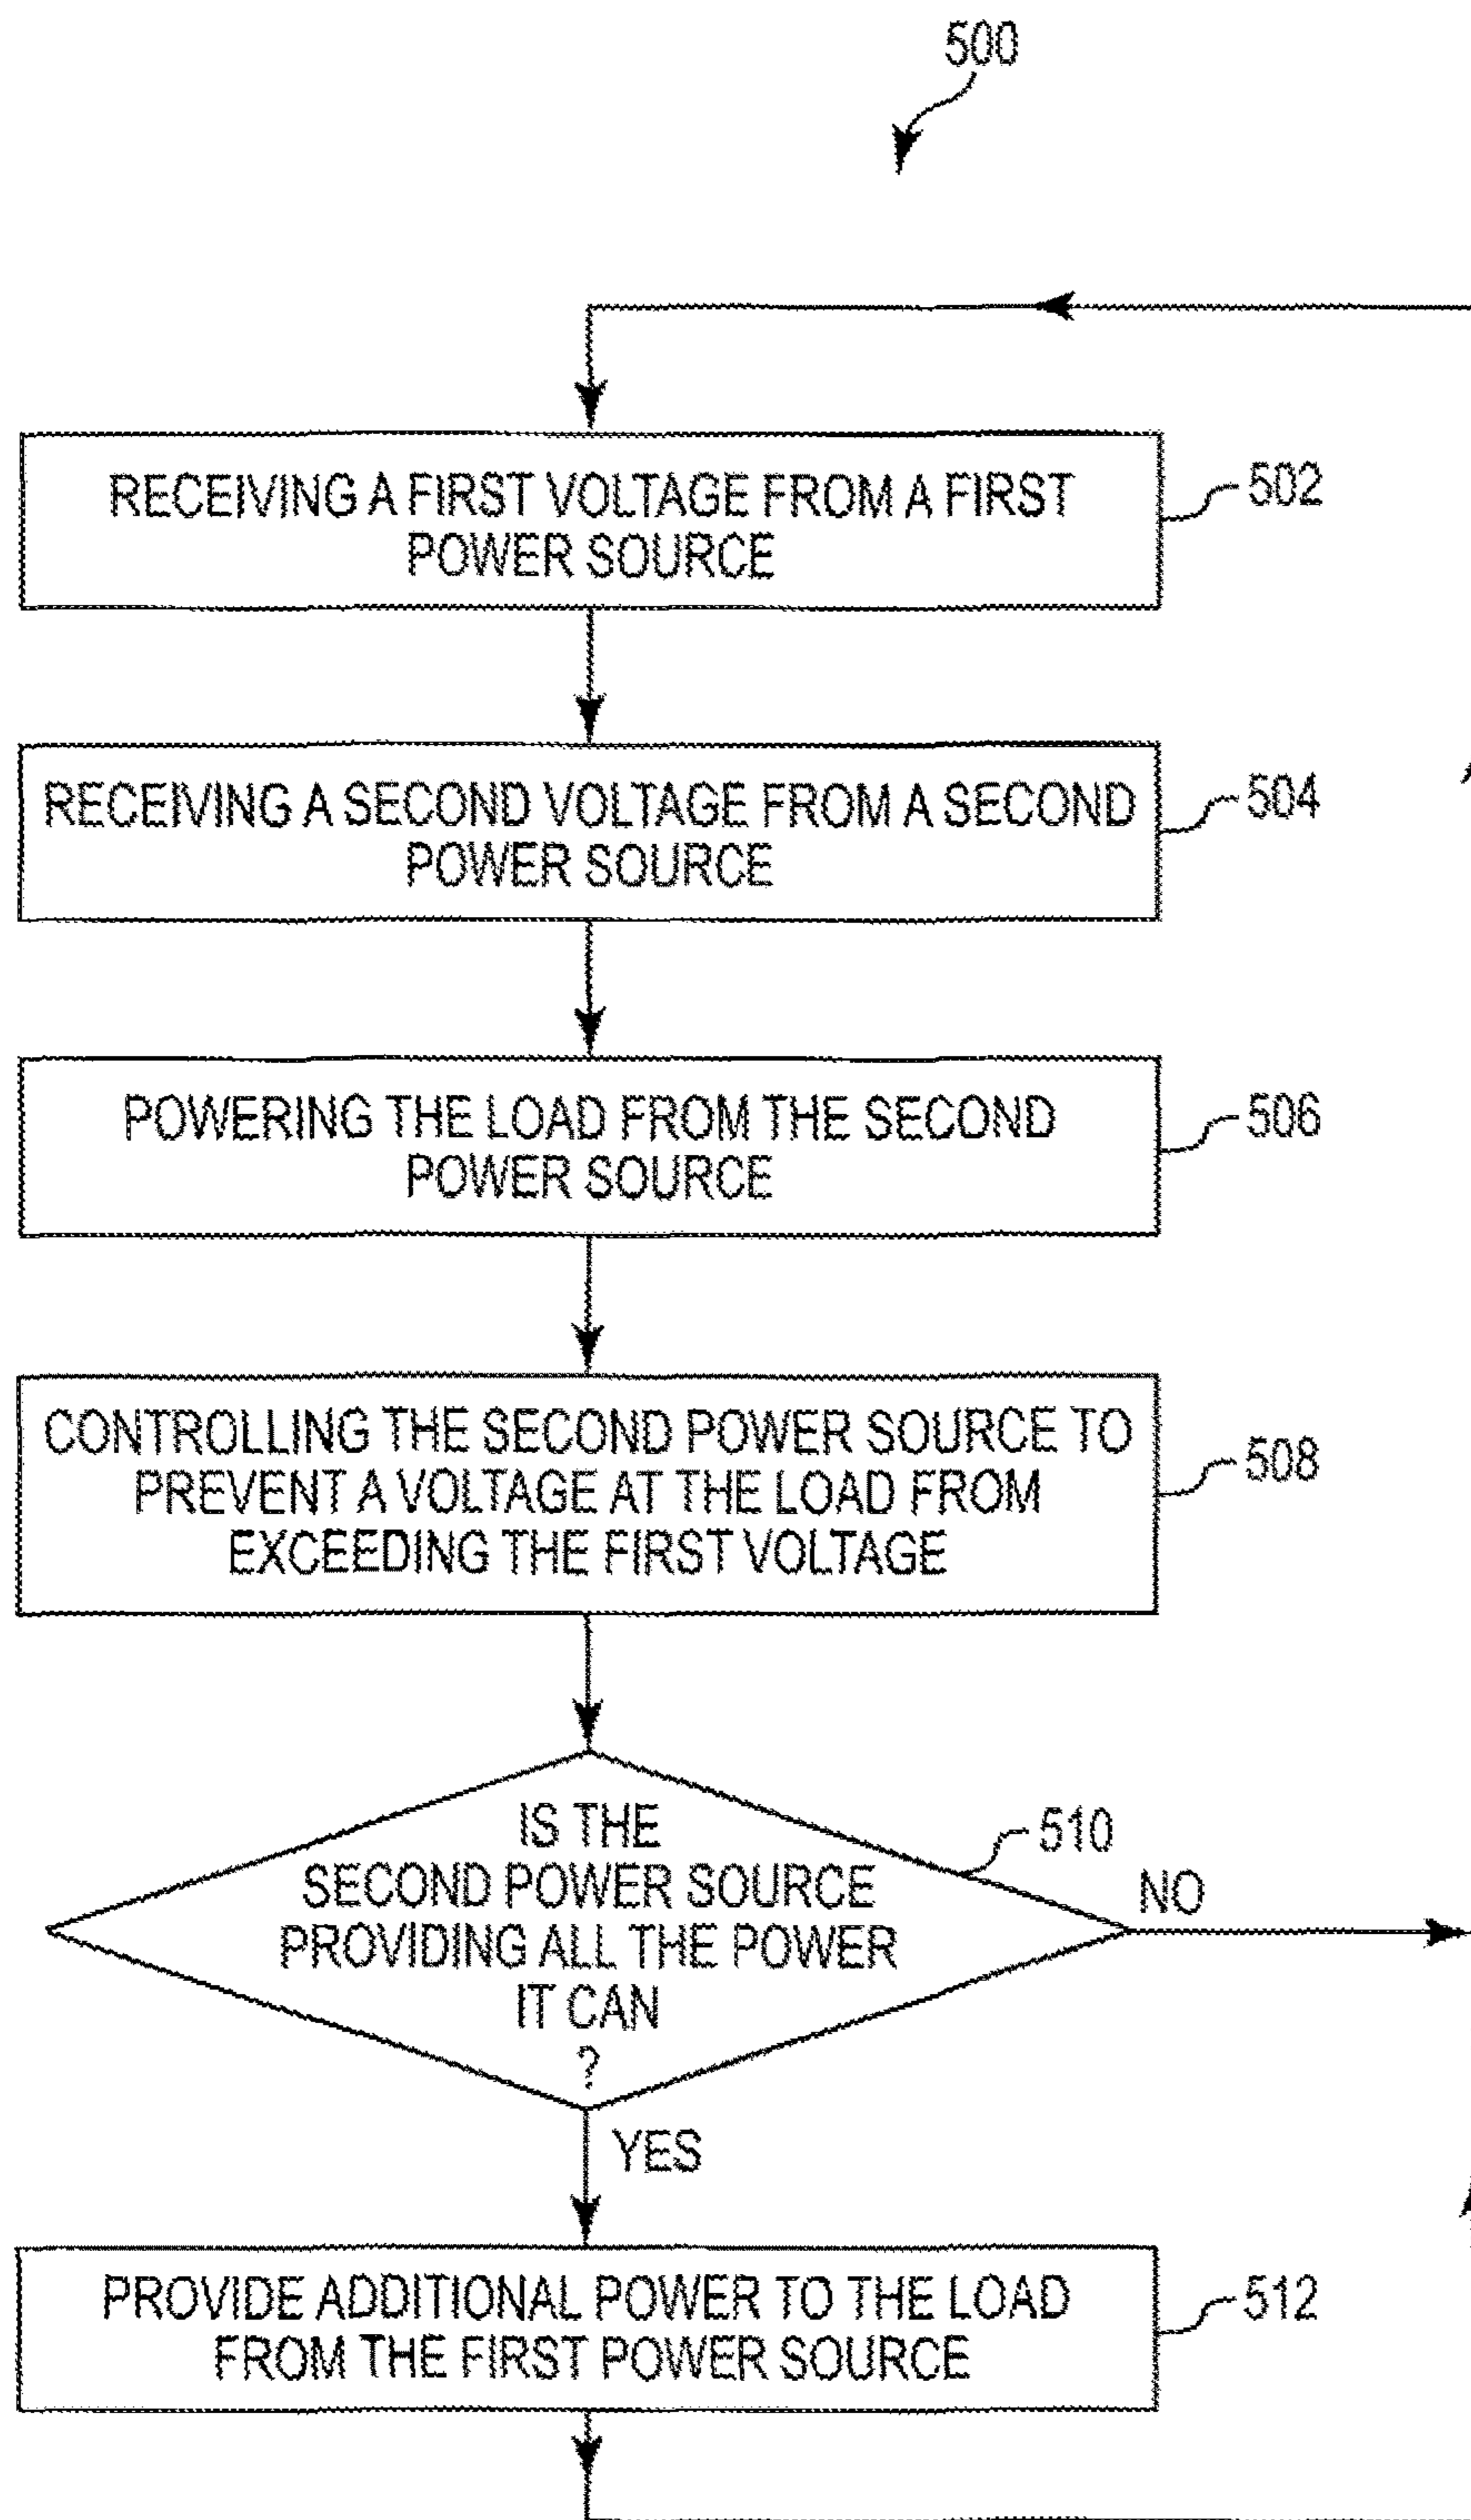 500
RECEIVING A FIRST VOLTAGE FROM A FIRST
POWER SOURCE
502
RECEIVING A SECOND VOLTAGE FROM A SECOND
POWER SOURCE
504
POWERING THE LOAD FROM THE SECOND
POWER SOURCE
506
CONTROLLING THE SECOND POWER SOURCE TO
PREVENT A VOLTAGE AT THE LOAD FROM
EXCEEDING THE FIRST VOLTAGE
508
IS THE
SECOND POWER SOURCE
PROVIDING ALL THE POWER
IT CAN
?
510
NO
YES
PROVIDE ADDITIONAL POWER TO THE LOAD
FROM THE FIRST POWER SOURCE
512